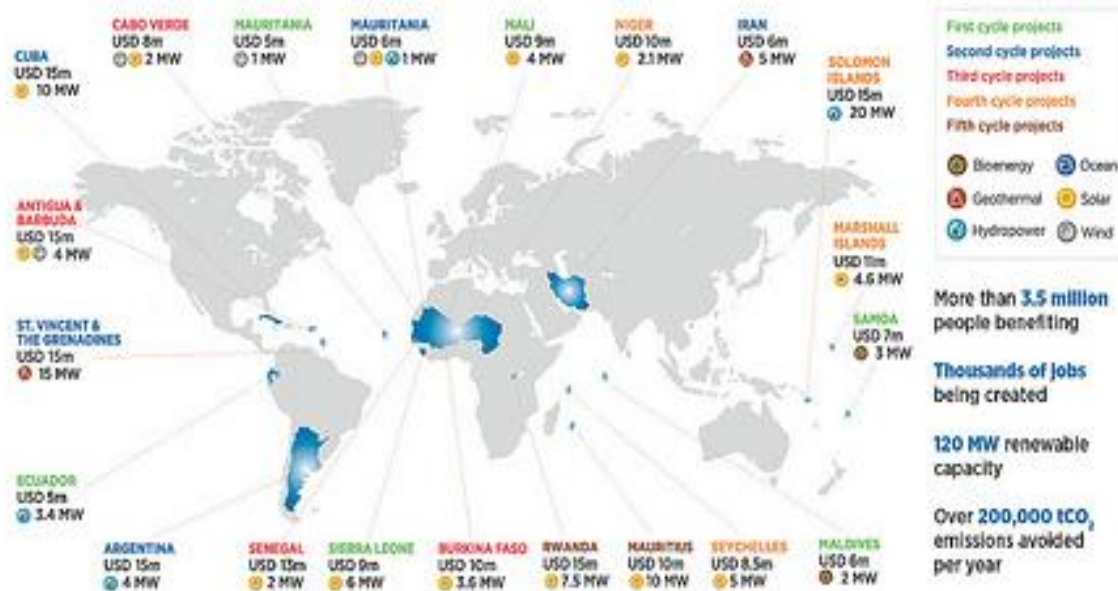 CABO VERDE
USD 8m
2 MW
MAURITANIA
USD 5m
1 MW
MAURITANIA
USD 6m
1 MW
MALI
USD 9m
4 MW
NIGER
USD 10m
2.1 MW
IRAN
USD 6m
5 MW
CUBA
USD 15m
10 MW
SOLOMON
ISLANDS
USD 15m
20 MW
ANTIGUA &
BARBUDA
USD 15m
4 MW
MARSHALL
ISLANDS
USD 11m
4.6 MW
ST. VINCENT &
THE GRENADINES
USD 15m
15 MW
SAMOA
USD 7m
3 MW
ECUADOR
USD 5m
3.4 MW
ARGENTINA
USD 15m
4 MW
SENEGAL
USD 13m
2 MW
SIERRA LEONE
USD 9m
6 MW
BURKINA FASO
USD 10m
3.6 MW
RWANDA
USD 15m
7.5 MW
MAURITIUS
USD 10m
10 MW
SEYCHELLES
USD 8.5m
5 MW
MALDIVES
USD 6m
2 MW
First cycle projects
Second cycle projects
Third cycle projects
Fourth cycle projects
Fifth cycle projects
Bioenergy
Ocean
Geothermal
Solar
Hydropower
Wind
More than 3.5 million
people benefiting
Thousands of jobs
being created
120 MW renewable
capacity
Over 200,000 tCO₂
emissions avoided
per year